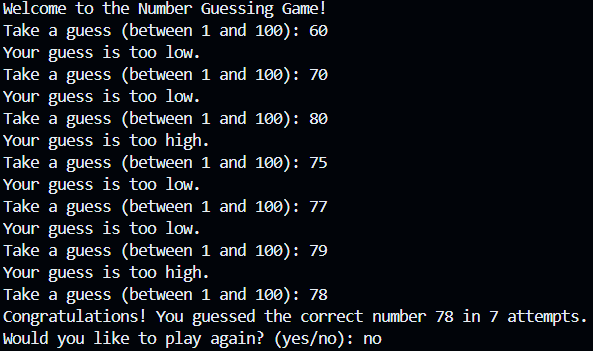 Welcome to the Number Guessing Game!
Take a guess (between 1 and 100): 60
Your guess is too low.
Take a guess (between 1 and 100): 70
Your guess is too low.
Take a guess (between 1 and 100): 80
Your guess is too high.
Take a guess (between 1 and 100): 75
Your guess is too low.
Take a guess (between 1 and 100): 77
Your guess is too low.
Take a guess (between 1 and 100): 79
Your guess is too high.
Take a guess (between 1 and 100): 78
Congratulations! You guessed the correct number 78 in 7 attempts.
Would you like to play again? (yes/no): no